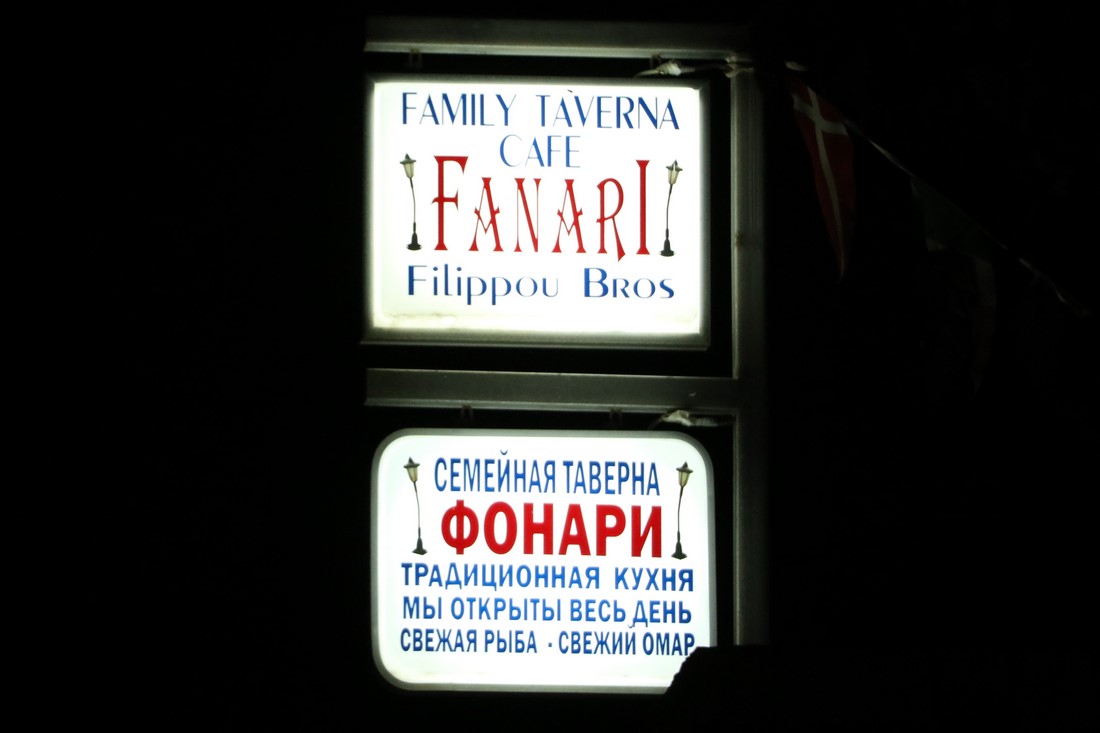 FAMILY TAVERNA
CAFE
FANARI
Filippou Bros
СЕМЕЙНАЯ ТАВЕРНА
ФОНАРИ
ТРАДИЦИОННАЯ КУХНЯ
МЫ ОТКРЫТЫ ВЕСЬ ДЕНЬ
СВЕЖАЯ РЫБА - СВЕЖИЙ ОМАР